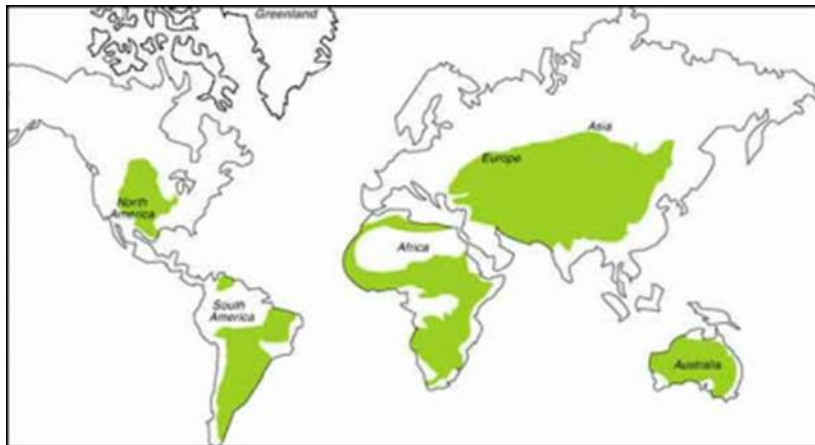 Greenland
Asia
Europe
North
America
Africa
South
America
Australia